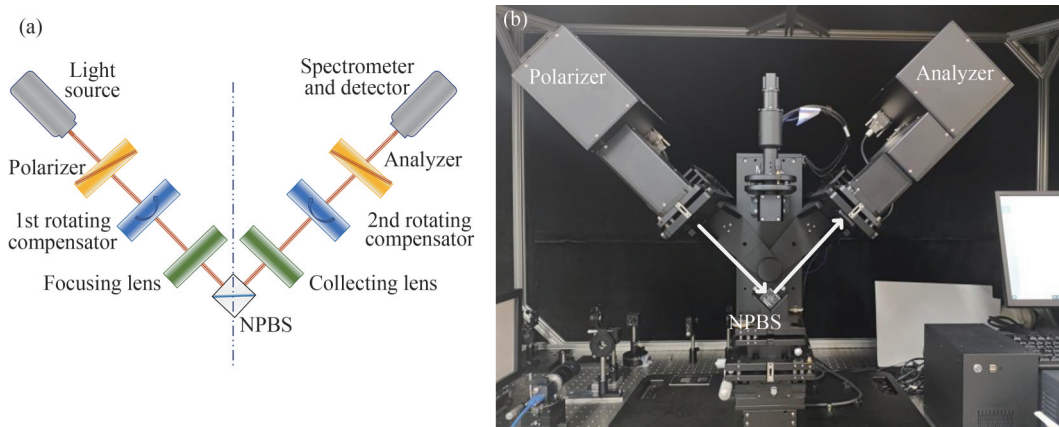 (a)
Light
source
Spectrometer
and detector
Polarizer
Analyzer
1st rotating
compensator
2nd rotating
compensator
Focusing lens
Collecting lens
NPBS
(b)
Polarizer
Analyzer
NPBS